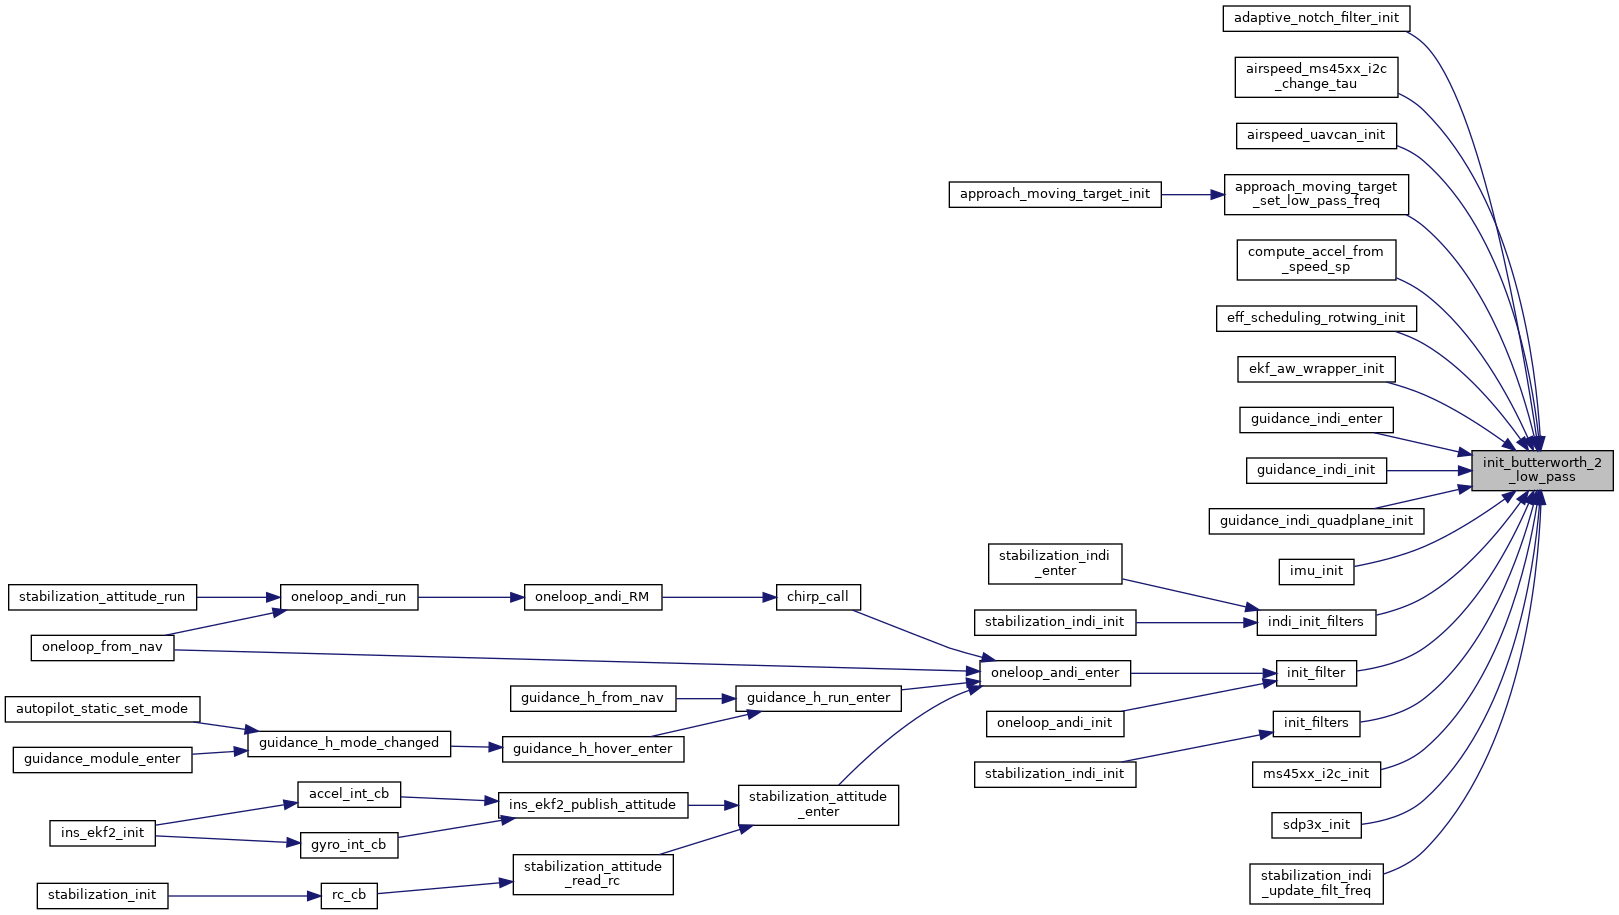 adaptive_notch_filter_init
airspeed_ms45xx_i2c
_change_tau
airspeed_uavcan_init
approach_moving_target
_set_low_pass_freq
approach_moving_target_init
compute_accel_from
_speed_sp
eff_scheduling_rotwing_init
ekf_aw_wrapper_init
guidance_indi_enter
init_butterworth_2
_low_pass
guidance_indi_init
guidance_indi_quadplane_init
imu_init
stabilization_indi
_enter
indi_init_filters
stabilization_indi_init
stabilization_attitude_run
oneloop_andi_run
oneloop_andi_RM
chirp_call
oneloop_from_nav
oneloop_andi_enter
init_filter
guidance_h_from_nav
guidance_h_run_enter
oneloop_andi_init
init_filters
autopilot_static_set_mode
guidance_h_mode_changed
guidance_h_hover_enter
guidance_module_enter
stabilization_indi_init
ms45xx_i2c_init
accel_int_cb
ins_ekf2_publish_attitude
stabilization_attitude
_enter
ins_ekf2_init
gyro_int_cb
sdp3x_init
stabilization_attitude
_read_rc
stabilization_indi
_update_filt_freq
stabilization_init
rc_cb